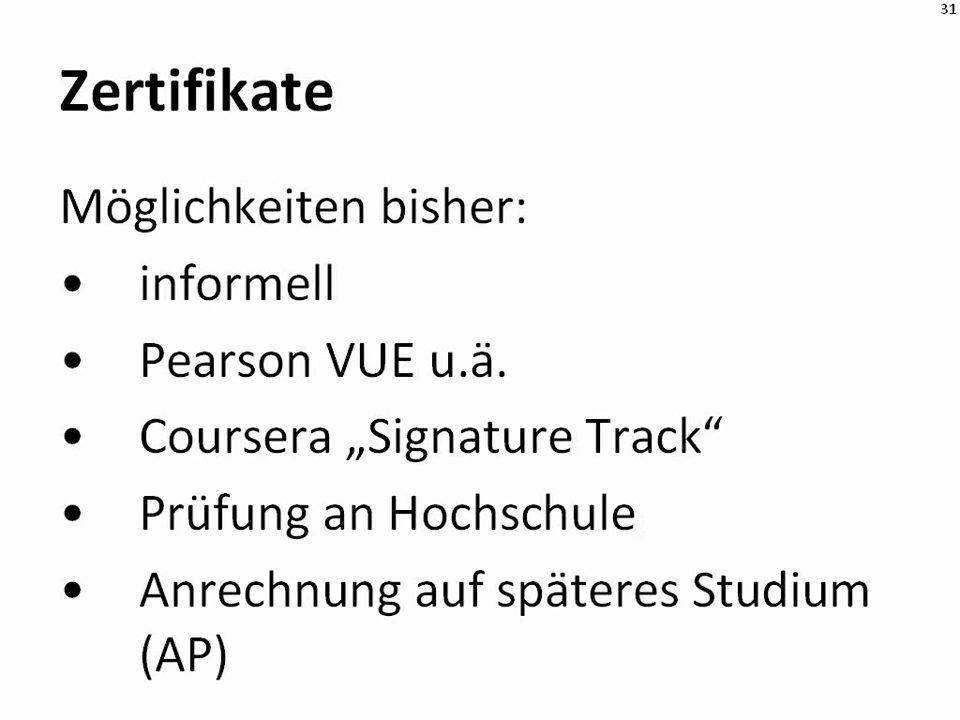 31
Zertifikate
Möglichkeiten bisher:
• informell
• Pearson VUE u.ä.
• Coursera „Signature Track“
• Prüfung an Hochschule
• Anrechnung auf späteres Studium
(AP)